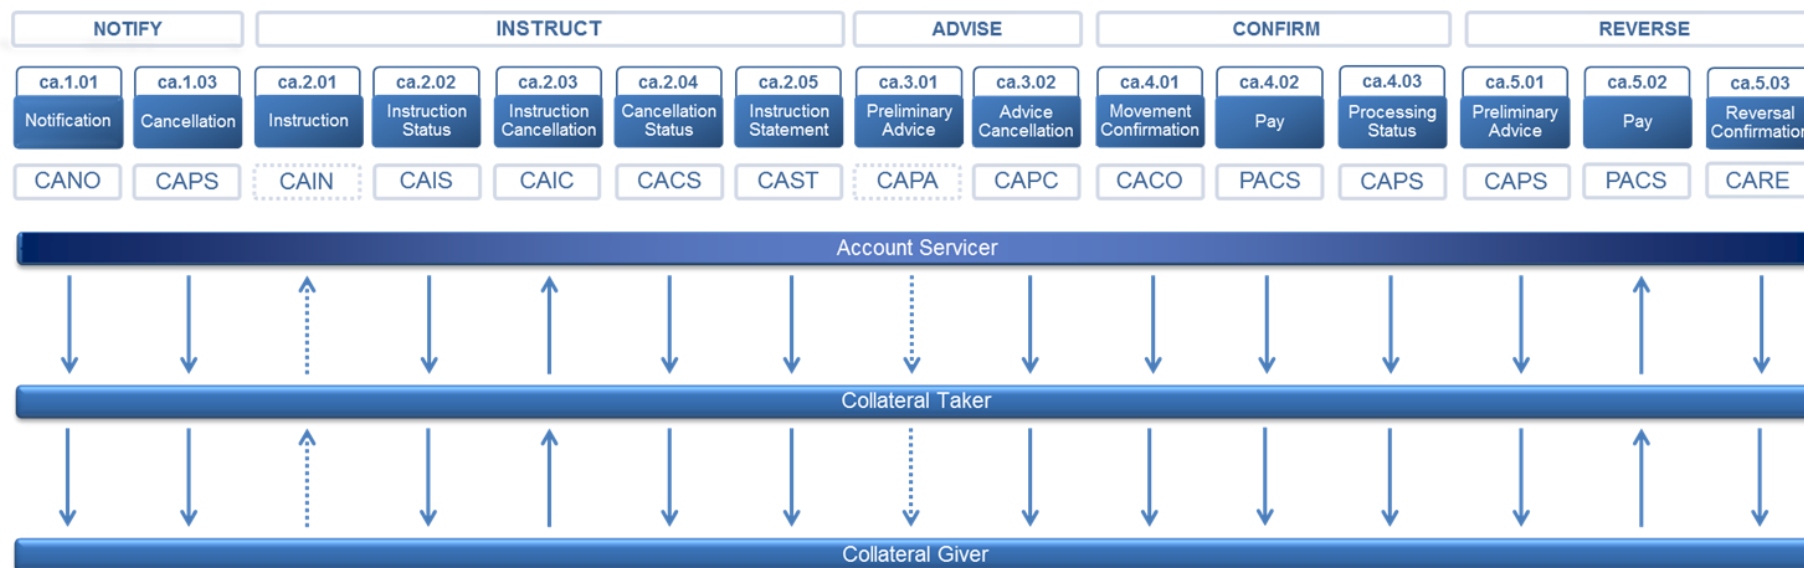 NOTIFY INSTRUCT ADVISE CONFIRM REVERSE
ca.1.01 ca.1.03 ca.2.01 ca.2.02 ca.2.03 ca.2.04 ca.2.05 ca.3.01 ca.3.02 ca.4.01 ca.4.02 ca.4.03 ca.5.01 ca.5.02 ca.5.03
Notification Cancellation Instruction Instruction Instruction Cancellation Instruction Preliminary Advice Movement Pay Processing Preliminary Pay Reversal
Status Cancellation Status Statement Advice Cancellation Confirmation Status Advice Confirmation
CANO CAPS CAIN CAIS CAIC CACS CAST CAPA CAPC CACO PACS CAPS CAPS PACS CARE
Account Servicer
Collateral Taker
Collateral Giver